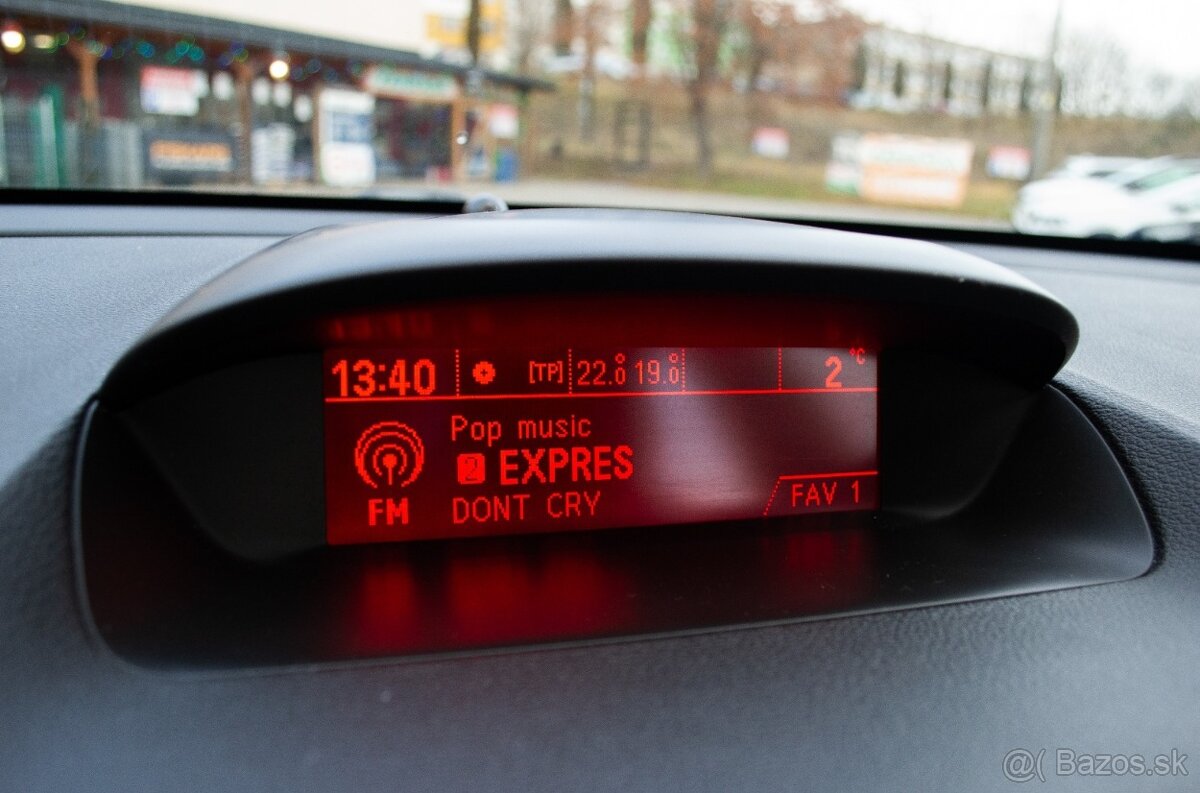 13:40 [TP] 22.0 19.0 2 °C
Pop music
2 EXPRES
DONT CRY
FM
FAV 1
@( Bazos.sk